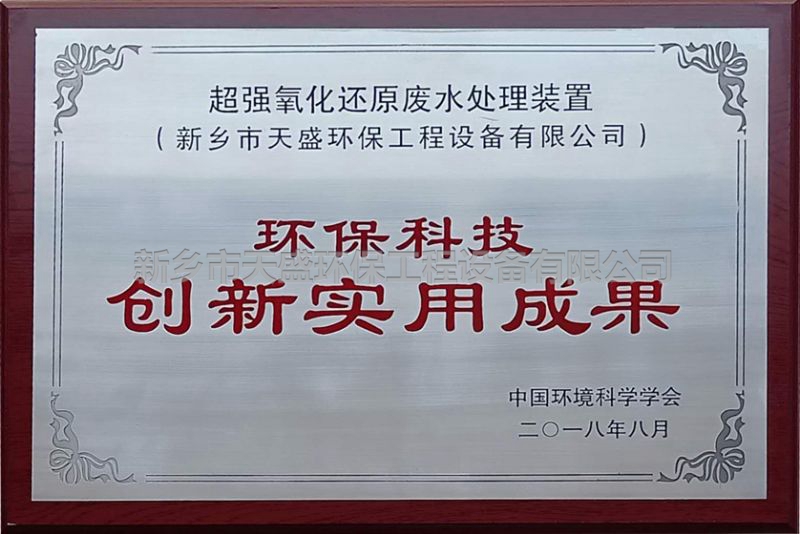 超强氧化还原废水处理装置
（新乡市天盛环保工程设备有限公司）
环保科技
新乡市天盛环保工程设备有限公司
创新实用成果
中国环境科学学会
二〇一八年八月